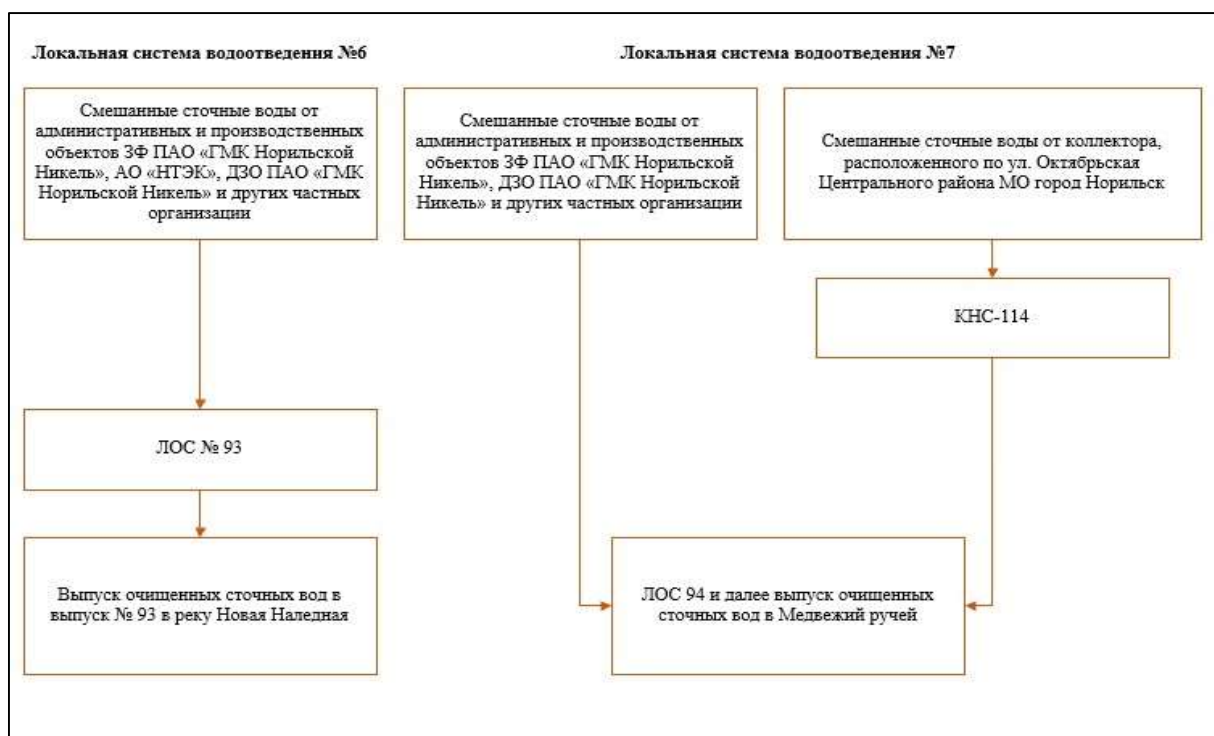 Локальная система водоотведения №6
Смешанные сточные воды от
административных и производственных
объектов ЗФ ПАО «ГМК Норильской
Никель», АО «НТЭК», ДЗО ПАО «ГМК
Норильской Никель» и других частных
организации
ЛОС № 93
Выпуск очищенных сточных вод в
выпуск № 93 в реку Новая Наледная
Локальная система водоотведения №7
Смешанные сточные воды от
административных и производственных
объектов ЗФ ПАО «ГМК Норильской
Никель», ДЗО ПАО «ГМК Норильской
Никель» и других частных организации
Смешанные сточные воды от коллектора,
расположенного по ул. Октябрьская
Центрального района МО город Норильск
КНС-114
ЛОС 94 и далее выпуск очищенных
сточных вод в Медвежий ручей